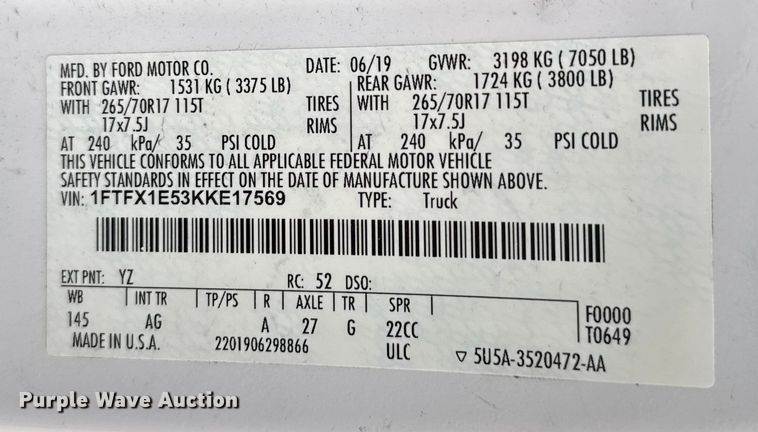 MFD. BY FORD MOTOR CO. DATE: 06/19 GVWR: 3198 KG ( 7050 LB)
FRONT GAWR: 1531 KG ( 3375 LB) REAR GAWR: 1724 KG ( 3800 LB)
WITH 265/70R17 115T TIRES WITH 265/70R17 115T TIRES
17x7.5J RIMS 17x7.5J RIMS
AT 240 kPa/ 35 PSI COLD AT 240 kPa/ 35 PSI COLD
THIS VEHICLE CONFORMS TO ALL APPLICABLE FEDERAL MOTOR VEHICLE
SAFETY STANDARDS IN EFFECT ON THE DATE OF MANUFACTURE SHOWN ABOVE.
VIN: 1FTFX1E53KKE17569 TYPE: Truck
EXT PNT: YZ RC: 52 DSO:
WB INT TR TP/PS R AXLE TR SPR F0000
145 AG A 27 G 22CC T0649
MADE IN U.S.A. 2201906298866 ULC ▽ 5U5A-3520472-AA
Purple Wave Auction